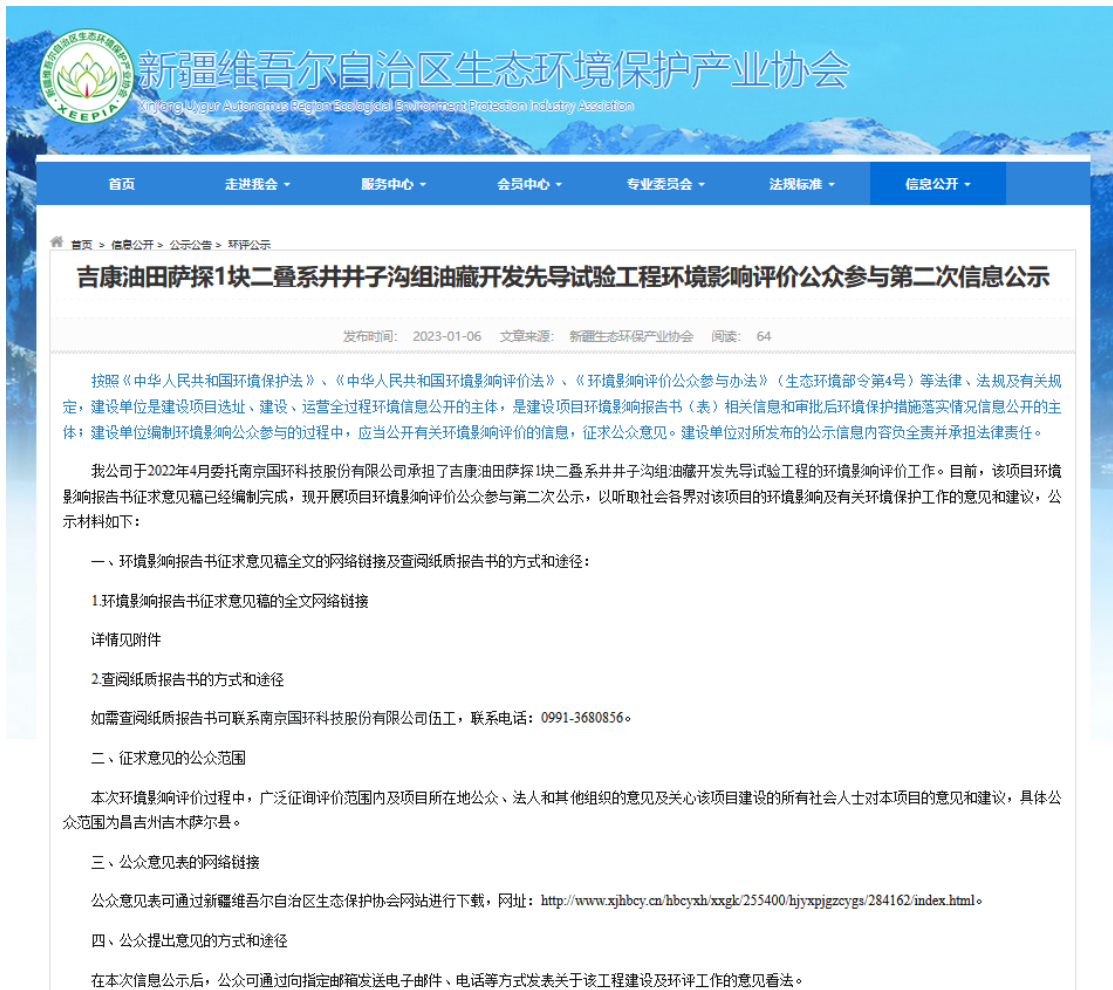 新疆维吾尔自治区生态环境保护产业协会
Xinjiang Uygur Autonomus Region Ecological Environment Protection Industry Assciation
新疆维吾尔自治区生态环境保护产业协会
XEEPIA
首页 走进我会 服务中心 会员中心 专业委员会 法规标准 信息公开
首页 > 信息公开 > 公示公告 > 环评公示
吉康油田萨探1块二叠系井井子沟组油藏开发先导试验工程环境影响评价公众参与第二次信息公示
发布时间: 2023-01-06 文章来源: 新疆生态环保产业协会 阅读: 64
按照《中华人民共和国环境保护法》、《中华人民共和国环境影响评价法》、《环境影响评价公众参与办法》（生态环境部令第4号）等法律、法规及有关规
定，建设单位是建设项目选址、建设、运营全过程环境信息公开的主体，是建设项目环境影响报告书（表）相关信息和审批后环境保护措施落实情况信息公开的主
体；建设单位编制环境影响公众参与的过程中，应当公开有关环境影响评价的信息，征求公众意见。建设单位对所发布的公示信息内容负全责并承担法律责任。
我公司于2022年4月委托南京国环科技股份有限公司承担了吉康油田萨探1块二叠系井井子沟组油藏开发先导试验工程的环境影响评价工作。目前，该项目环境
影响报告书征求意见稿已经编制完成，现开展项目环境影响评价公众参与第二次公示，以听取社会各界对该项目的环境影响及有关环境保护工作的意见和建议，公
示材料如下：
一、环境影响报告书征求意见稿全文的网络链接及查阅纸质报告书的方式和途径：
1.环境影响报告书征求意见稿的全文网络链接
详情见附件
2.查阅纸质报告书的方式和途径
如需查阅纸质报告书可联系南京国环科技股份有限公司伍工，联系电话：0991-3680856。
二、征求意见的公众范围
本次环境影响评价过程中，广泛征询评价范围内及项目所在地公众、法人和其他组织的意见及关心该项目建设的所有社会人士对本项目的意见和建议，具体公
众范围为昌吉州吉木萨尔县。
三、公众意见表的网络链接
公众意见表可通过新疆维吾尔自治区生态保护协会网站进行下载，网址：http://www.xjhbcy.cn/hbcyxh/xxgk/255400/hjyxpjgzcygs/284162/index.html。
四、公众提出意见的方式和途径
在本次信息公示后，公众可通过向指定邮箱发送电子邮件、电话等方式发表关于该工程建设及环评工作的意见看法。